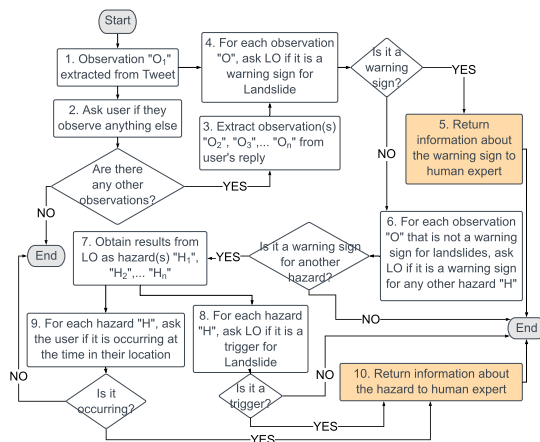 Start
1. Observation "O₁"
extracted from Tweet
2. Ask user if they
observe anything else
Are there
any other
observations?
NO
YES
End
3. Extract observation(s)
"O₂", "O₃",... "Oₙ" from
user's reply
4. For each observation
"O", ask LO if it is a
warning sign for
Landslide
Is it a
warning
sign?
YES
NO
5. Return
information about
the warning sign to
human expert
6. For each observation
"O" that is not a warning
sign for landslides, ask
LO if it is a warning sign
for any other hazard "H"
Is it a warning sign
for another
hazard?
YES
NO
End
7. Obtain results from
LO as hazard(s) "H₁",
"H₂",... "Hₙ"
8. For each hazard
"H", ask LO if it is a
trigger for
Landslide
Is it a
trigger?
NO
YES
9. For each hazard "H", ask
the user if it is occurring at
the time in their location
Is it
occurring?
NO
YES
10. Return information about
the hazard to human expert